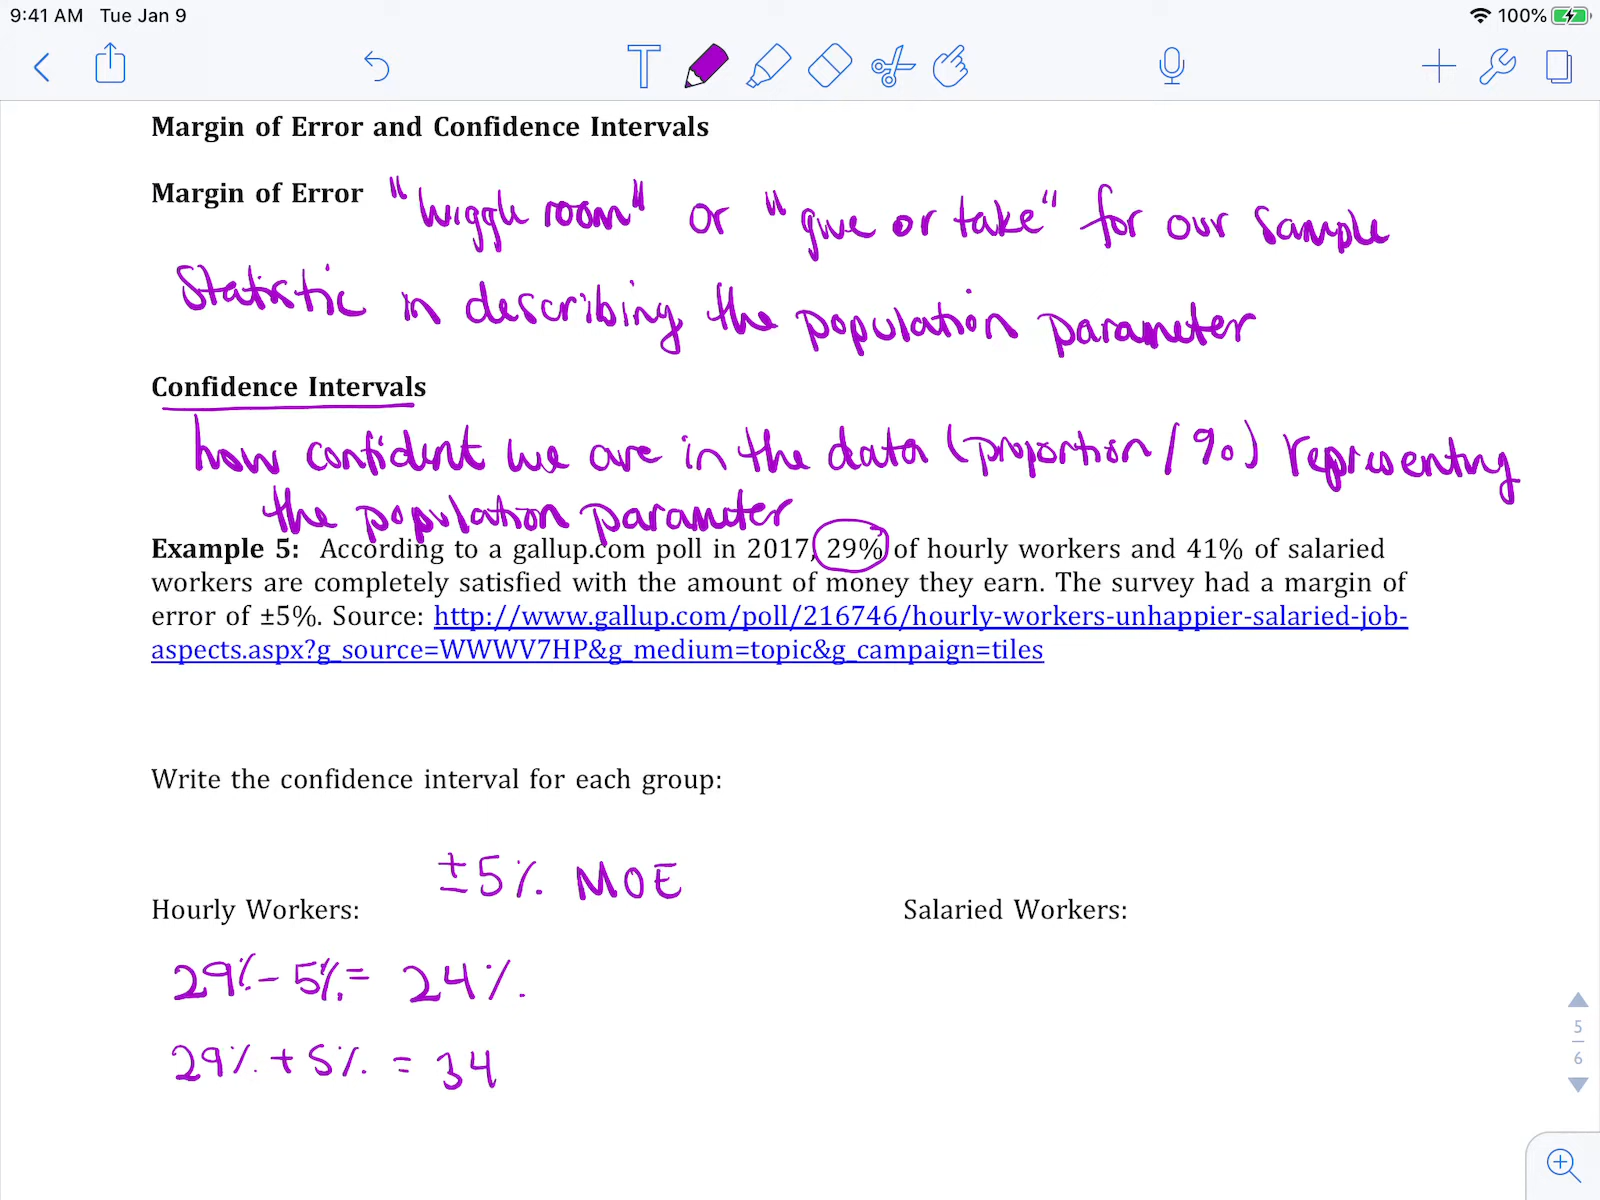 9:41 AM Tue Jan 9
100%
Margin of Error and Confidence Intervals
Margin of Error "wiggle room" or "give or take" for our sample
Statistic in describing the population parameter
Confidence Intervals
how confident we are in the data (proportion / %) representing
the population parameter
Example 5: According to a gallup.com poll in 2017, 29% of hourly workers and 41% of salaried
workers are completely satisfied with the amount of money they earn. The survey had a margin of
error of ±5%. Source: http://www.gallup.com/poll/216746/hourly-workers-unhappier-salaried-job-
aspects.aspx?g_source=WWWV7HP&g_medium=topic&g_campaign=tiles
Write the confidence interval for each group:
±5% MOE
Hourly Workers:
Salaried Workers:
29% - 5% = 24%
29% + 5% = 34
5
6